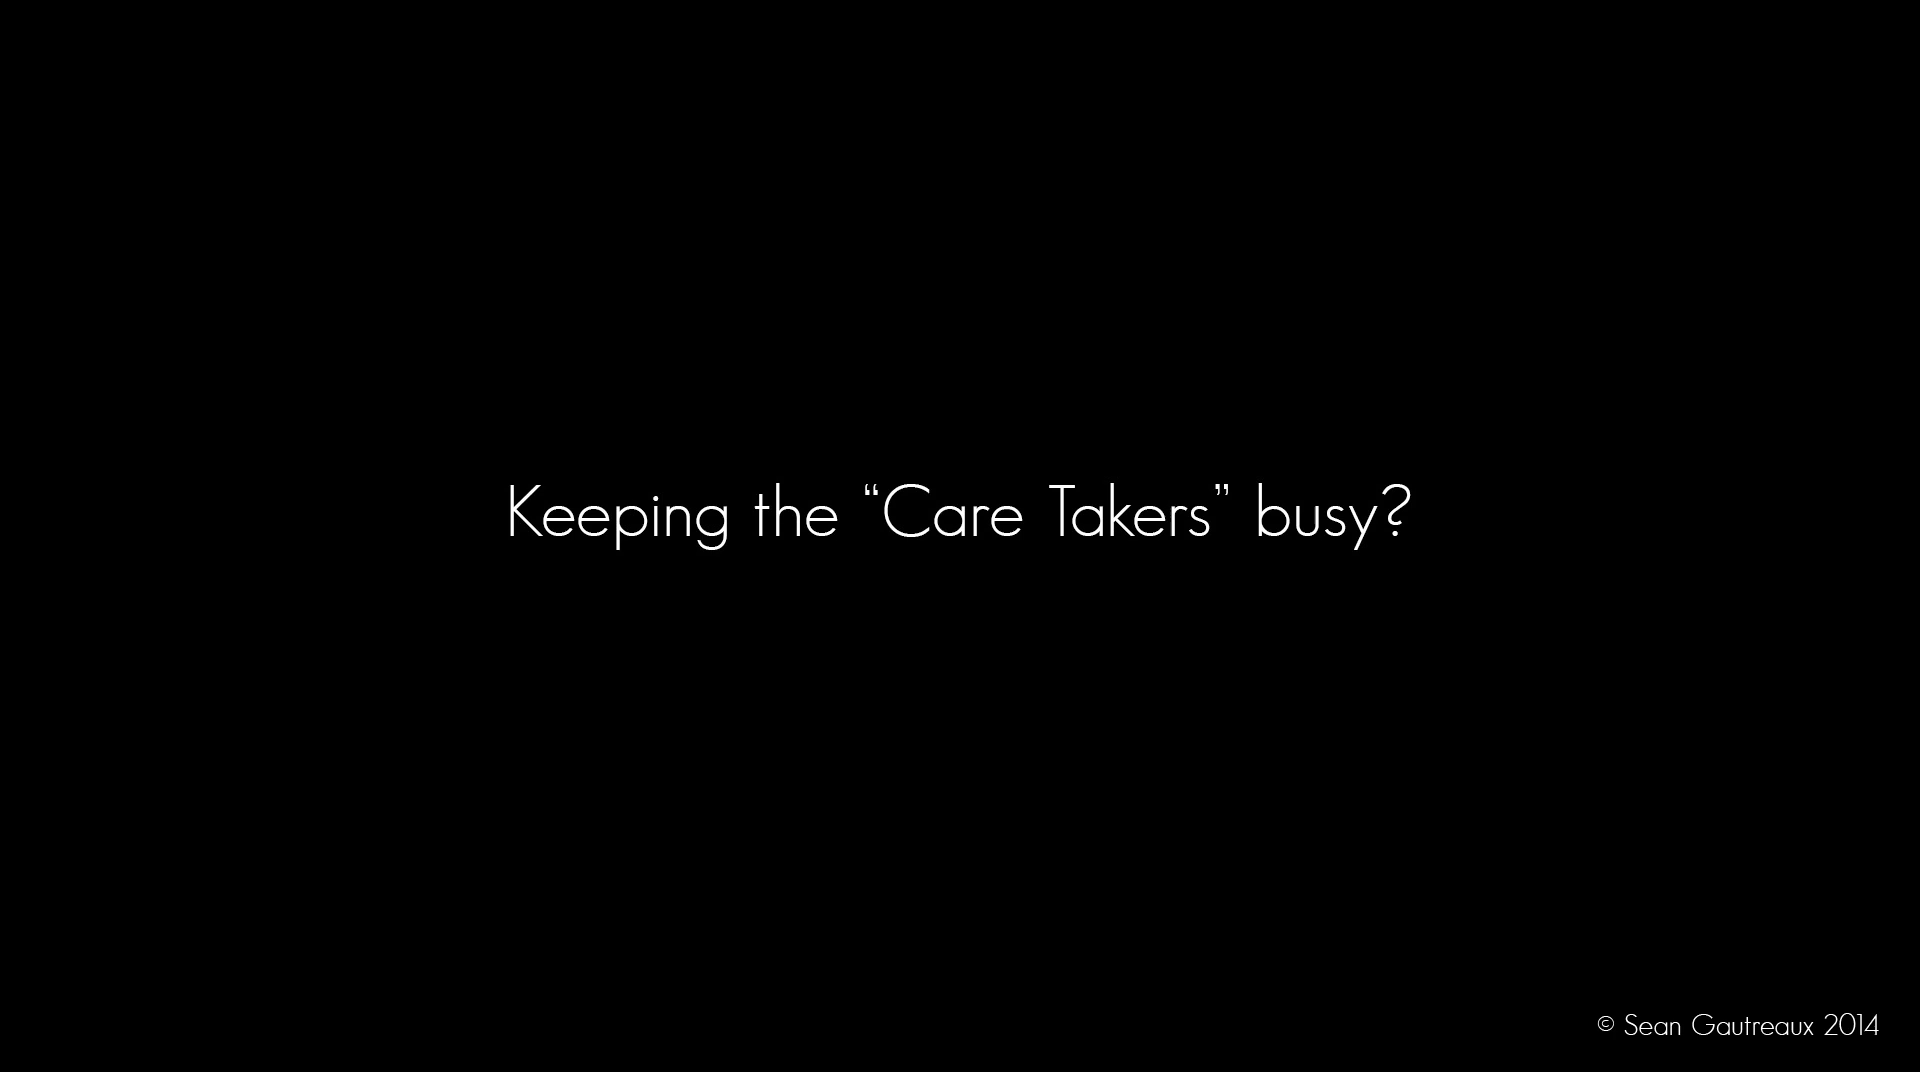 Keeping the “Care Takers” busy?
© Sean Gautreaux 2014